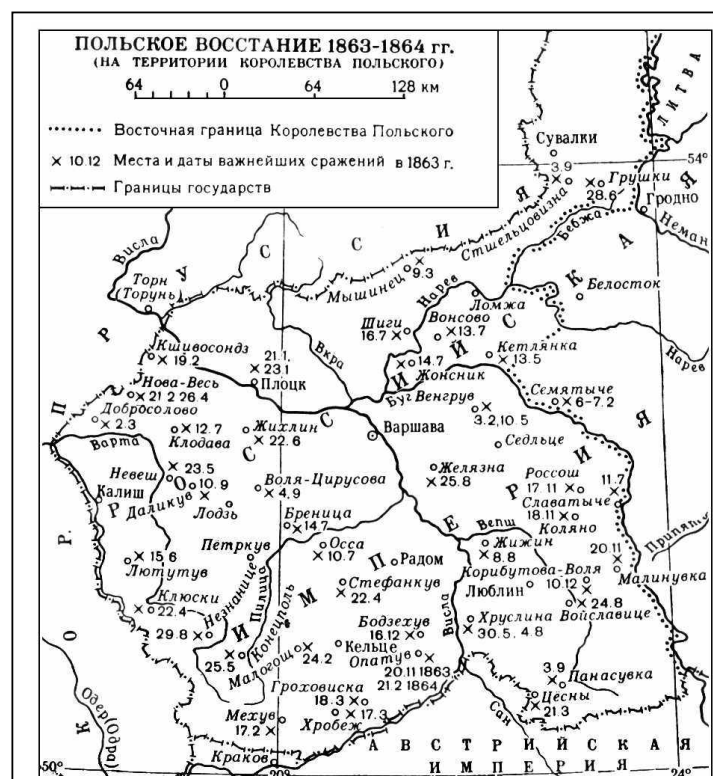 ПОЛЬСКОЕ ВОССТАНИЕ 1863-1864 гг.
(НА ТЕРРИТОРИИ КОРОЛЕВСТВА ПОЛЬСКОГО)
64 0 64 128 км
Восточная граница Королевства Польского
× 10.12 Места и даты важнейших сражений в 1863 г.
Границы государств
ЛИТВА
Сувалки
54°
3.9
Грушки
28.6
Стшельцовизна
Гродно
Неман
Бебжа
Висла
Мышинец
9.3
Торн
(Торунь)
Нарев
Ломжа
Белосток
Шиги
16.7
Вонсово
13.7
Вкра
Кшивосондз
19.2
21.1.
23.1
Плоцк
14.7
Жонсник
Кетлянка
13.5
Нарев
Нова-Весь
21.2 26.4
Буг
Венгрув
3.2, 10.5
Семятыче
6-7.2
Добросолово
2.3
12.7
Клодава
Жихлин
22.6
Варшава
Седльце
Варта
Невеш
23.5
Калиш
10.9
Даликув
Лодзь
Воля-Цирусова
4.9
Желязна
25.8
Россош
17.11
11.7
Славатыче
18.11
Коляно
Бреница
14.7
Вепш
Припять
15.6
Лютутув
Петркув
Осса
10.7
Радом
Жижин
8.8
20.11
Малинувка
Корибутова-Воля
10.12
Люблин
Стефанкув
22.4
Пилица
Клюски
22.4
Незнанице
29.8
Конецполь
25.5
Висла
24.8
Войславице
Хруслина
30.5, 4.8
Бодзехув
16.12
Малогощ
24.2
Кельце
Опатув
20.11 1863,
21.2 1864
3.9
Панасувка
Цесны
21.3
Гроховиска
18.3
17.3
Хробеж
Мехув
17.2
Сан
Одер(Одра)
Краков
50°
20°
24°
РОССИЙСКАЯ
ИМПЕРИЯ
КОР. ПРУССИЯ
АВСТРИЙСКАЯ
ИМПЕРИЯ